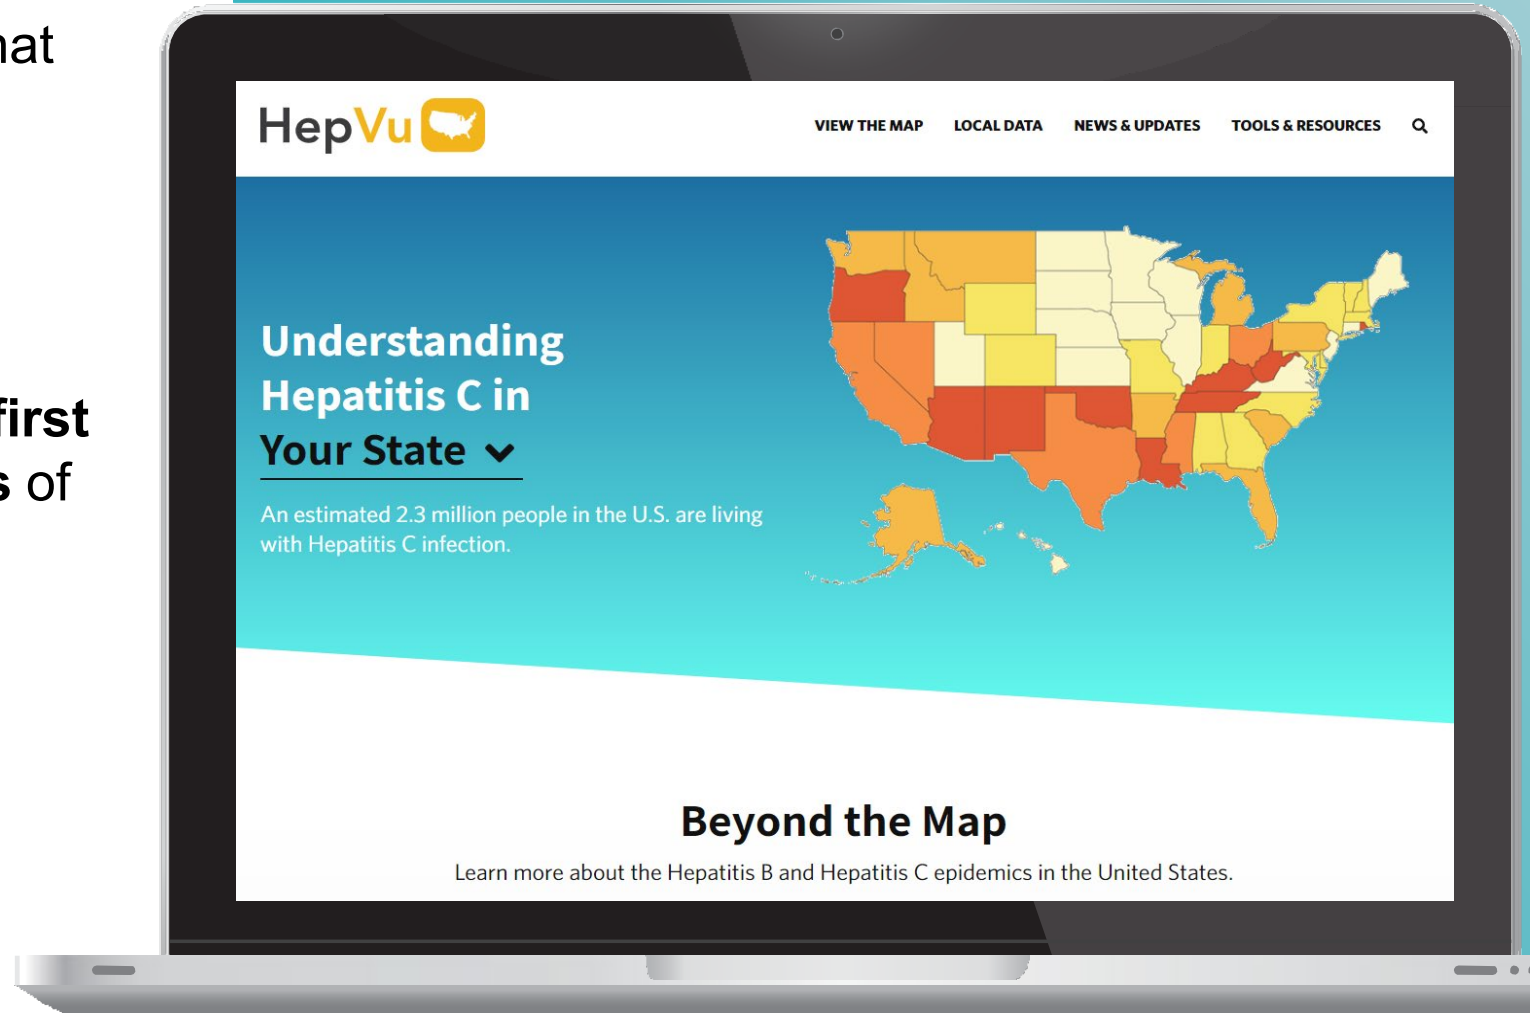 hat
first
s of
HepVu
VIEW THE MAP LOCAL DATA NEWS & UPDATES TOOLS & RESOURCES
Understanding
Hepatitis C in
Your State
An estimated 2.3 million people in the U.S. are living
with Hepatitis C infection.
Beyond the Map
Learn more about the Hepatitis B and Hepatitis C epidemics in the United States.